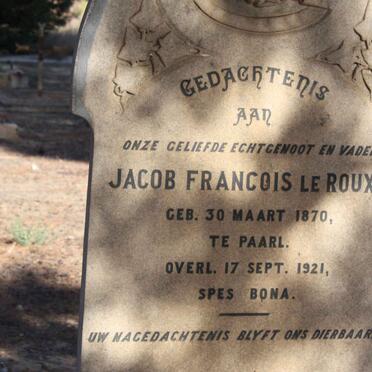 GEDACHTENIS
AAN
ONZE GELIEFDE ECHTGENOOT EN VADER
JACOB FRANCOIS LE ROUX
GEB. 30 MAART 1870,
TE PAARL.
OVERL. 17 SEPT. 1921,
SPES BONA.
UW NAGEDACHTENIS BLYFT ONS DIERBAAR